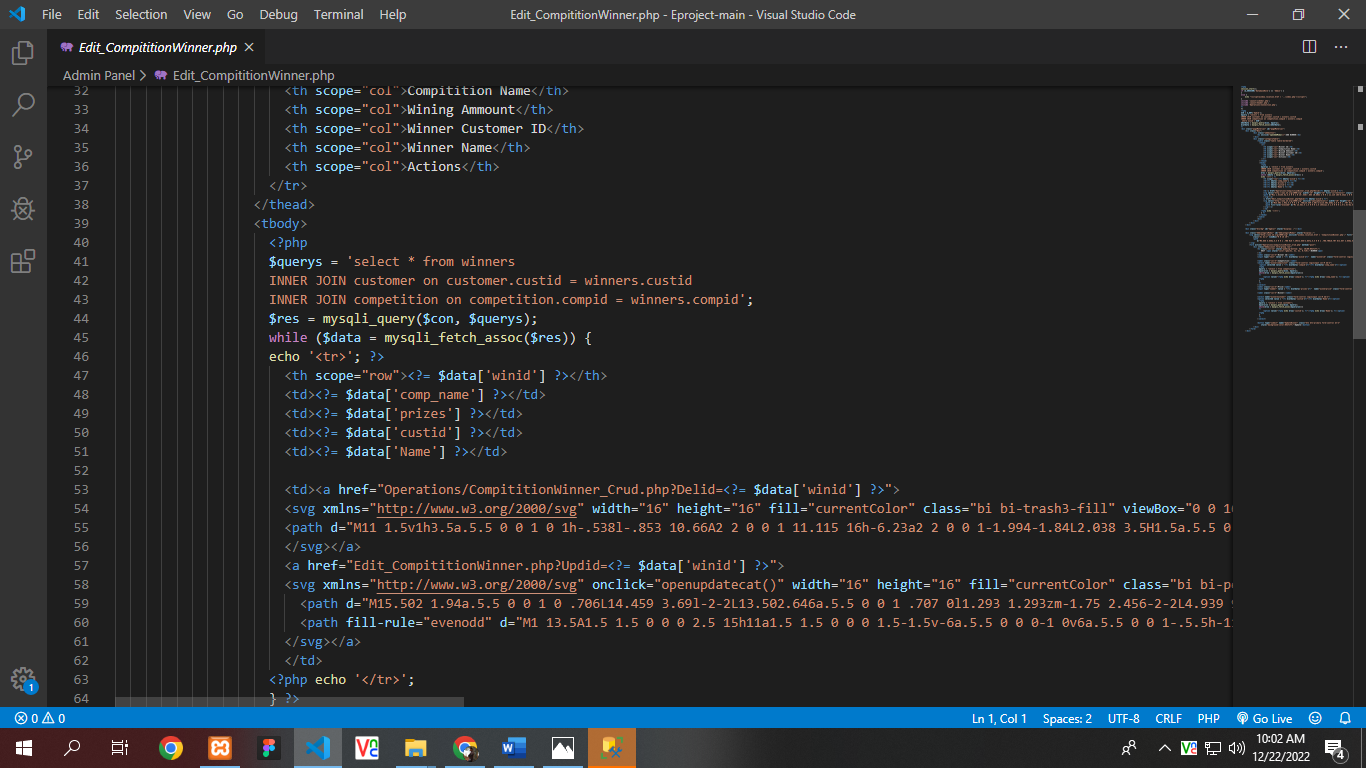 File Edit Selection View Go Debug Terminal Help Edit_CompititionWinner.php - Eproject-main - Visual Studio Code
Edit_CompititionWinner.php
Admin Panel > Edit_CompititionWinner.php
32 <th scope="col">Compitition Name</th>
33 <th scope="col">Wining Ammount</th>
34 <th scope="col">Winner Customer ID</th>
35 <th scope="col">Winner Name</th>
36 <th scope="col">Actions</th>
37 </tr>
38 </thead>
39 <tbody>
40 <?php
41 $querys = 'select * from winners
42 INNER JOIN customer on customer.custid = winners.custid
43 INNER JOIN competition on competition.compid = winners.compid';
44 $res = mysqli_query($con, $querys);
45 while ($data = mysqli_fetch_assoc($res)) {
46 echo '<tr>'; ?>
47 <th scope="row"><?= $data['winid'] ?></th>
48 <td><?= $data['comp_name'] ?></td>
49 <td><?= $data['prizes'] ?></td>
50 <td><?= $data['custid'] ?></td>
51 <td><?= $data['Name'] ?></td>
52
53 <td><a href="Operations/CompititionWinner_Crud.php?Delid=<?= $data['winid'] ?>">
54 <svg xmlns="http://www.w3.org/2000/svg" width="16" height="16" fill="currentColor" class="bi bi-trash3-fill" viewBox="0 0 16
55 <path d="M11 1.5v1h3.5a.5.5 0 0 1 0 1h-.538l-.853 10.66A2 2 0 0 1 11.115 16h-6.23a2 2 0 0 1-1.994-1.84L2.038 3.5H1.5a.5.5 0
56 </svg></a>
57 <a href="Edit_CompititionWinner.php?Updid=<?= $data['winid'] ?>">
58 <svg xmlns="http://www.w3.org/2000/svg" onclick="openupdatecat()" width="16" height="16" fill="currentColor" class="bi bi-pe
59 <path d="M15.502 1.94a.5.5 0 0 1 0 .706L14.459 3.69l-2-2L13.502.646a.5.5 0 0 1 .707 0l1.293 1.293zm-1.75 2.456-2-2L4.939 9
60 <path fill-rule="evenodd" d="M1 13.5A1.5 1.5 0 0 0 2.5 15h11a1.5 1.5 0 0 0 1.5-1.5v-6a.5.5 0 0 0-1 0v6a.5.5 0 0 1-.5.5h-1
61 </svg></a>
62 </td>
63 <?php echo '</tr>';
64 } ?>
1
0 0 Ln 1, Col 1 Spaces: 2 UTF-8 CRLF PHP Go Live
10:02 AM
12/22/2022
4